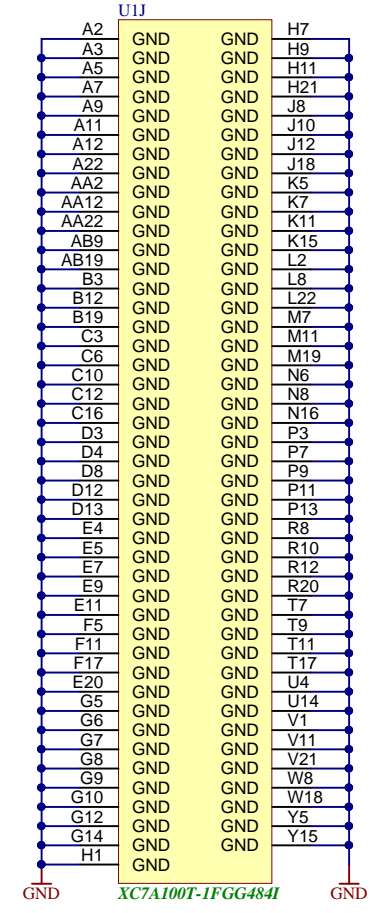 U1J
A2 GND GND H7
A3 GND GND H9
A5 GND GND H11
A7 GND GND H21
A9 GND GND J8
A11 GND GND J10
A12 GND GND J12
A22 GND GND J18
AA2 GND GND K5
AA12 GND GND K7
AA22 GND GND K11
AB9 GND GND K15
AB19 GND GND L2
B3 GND GND L8
B12 GND GND L22
B19 GND GND M7
C3 GND GND M11
C6 GND GND M19
C10 GND GND N6
C12 GND GND N8
C16 GND GND N16
D3 GND GND P3
D4 GND GND P7
D8 GND GND P9
D12 GND GND P11
D13 GND GND P13
E4 GND GND R8
E5 GND GND R10
E7 GND GND R12
E9 GND GND R20
E11 GND GND T7
F5 GND GND T9
F11 GND GND T11
F17 GND GND T17
E20 GND GND U4
G5 GND GND U14
G6 GND GND V1
G7 GND GND V11
G8 GND GND V21
G9 GND GND W8
G10 GND GND W18
G12 GND GND Y5
G14 GND GND Y15
H1 GND
GND XC7A100T-1FGG484I GND